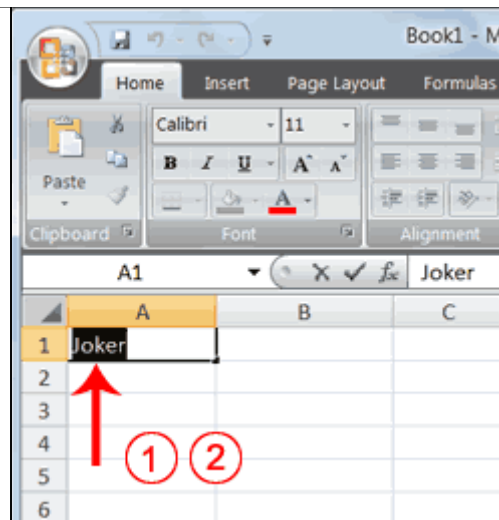 Book1 - M
Home Insert Page Layout Formulas
Calibri 11
B I U A A
Paste
A
Clipboard Font Alignment
A1 fx Joker
A B C
1 Joker
2
3
4
5
6
1 2